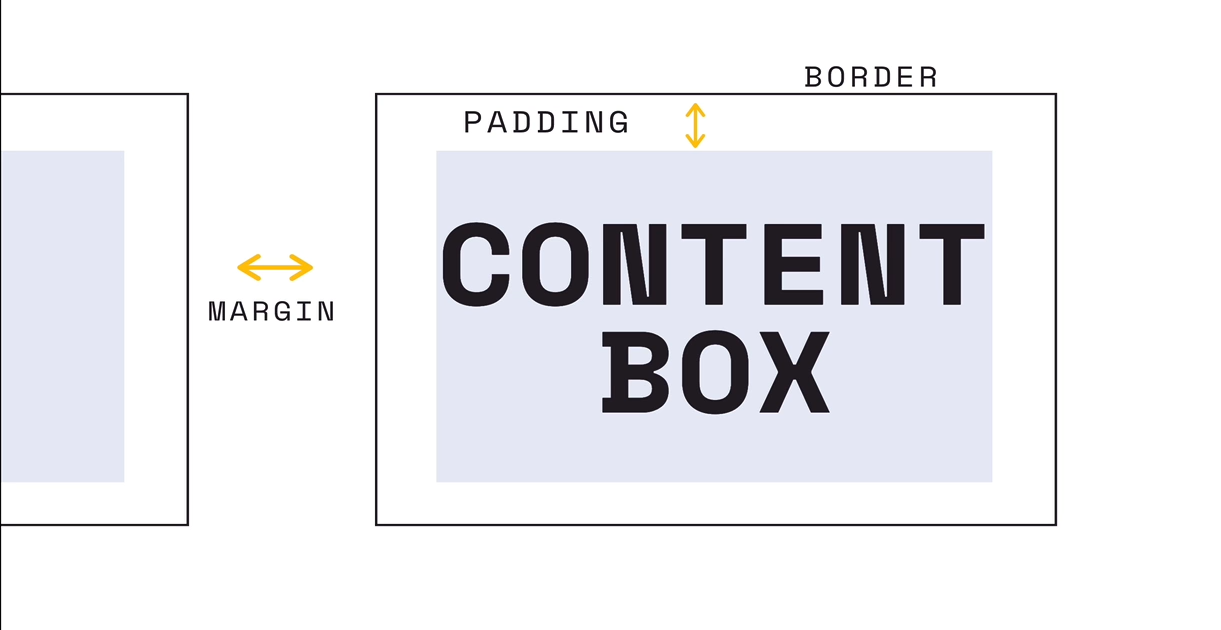 BORDER
PADDING
CONTENT
BOX
MARGIN